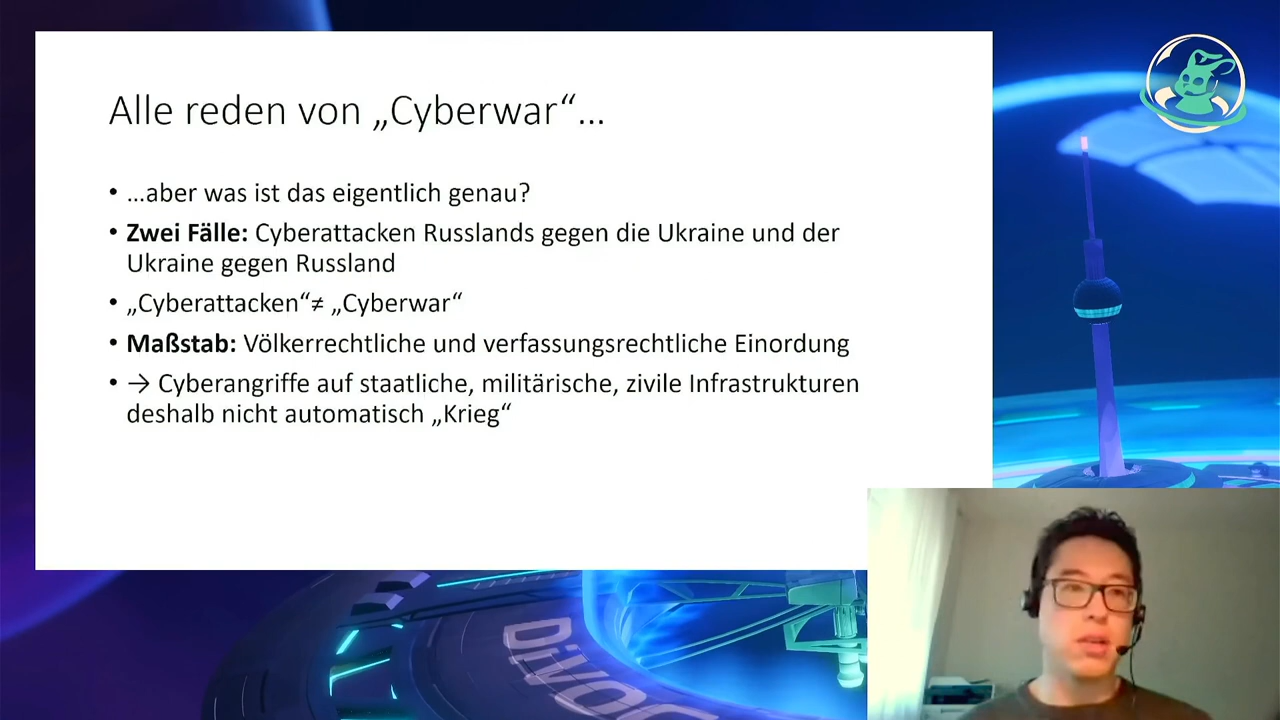 Alle reden von „Cyberwar“...
• ...aber was ist das eigentlich genau?
• Zwei Fälle: Cyberattacken Russlands gegen die Ukraine und der
Ukraine gegen Russland
• „Cyberattacken“≠ „Cyberwar“
• Maßstab: Völkerrechtliche und verfassungsrechtliche Einordnung
• → Cyberangriffe auf staatliche, militärische, zivile Infrastrukturen
deshalb nicht automatisch „Krieg“